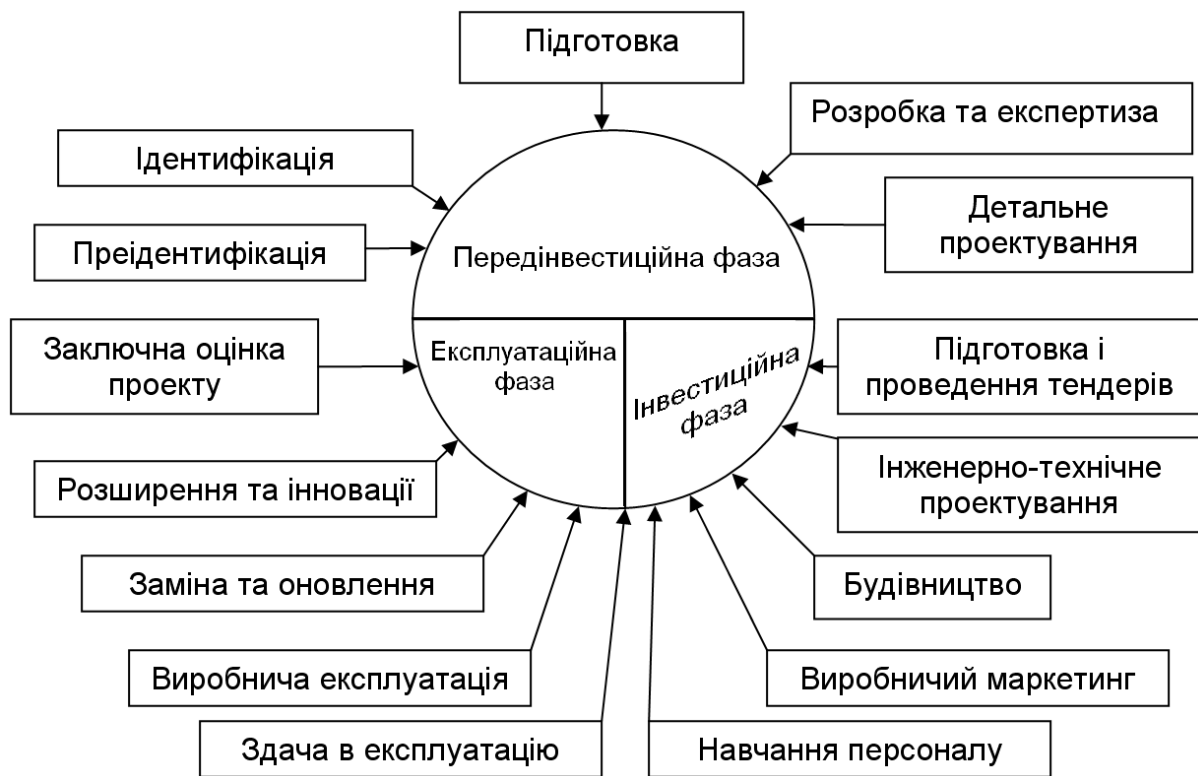 Підготовка
Розробка та експертиза
Ідентифікація
Детальне
проектування
Преідентифікація
Передінвестиційна фаза
Заключна оцінка
проекту
Експлуатаційна
фаза
Інвестиційна
фаза
Підготовка і
проведення тендерів
Розширення та інновації
Інженерно-технічне
проектування
Заміна та оновлення
Будівництво
Виробнича експлуатація
Виробничий маркетинг
Здача в експлуатацію
Навчання персоналу